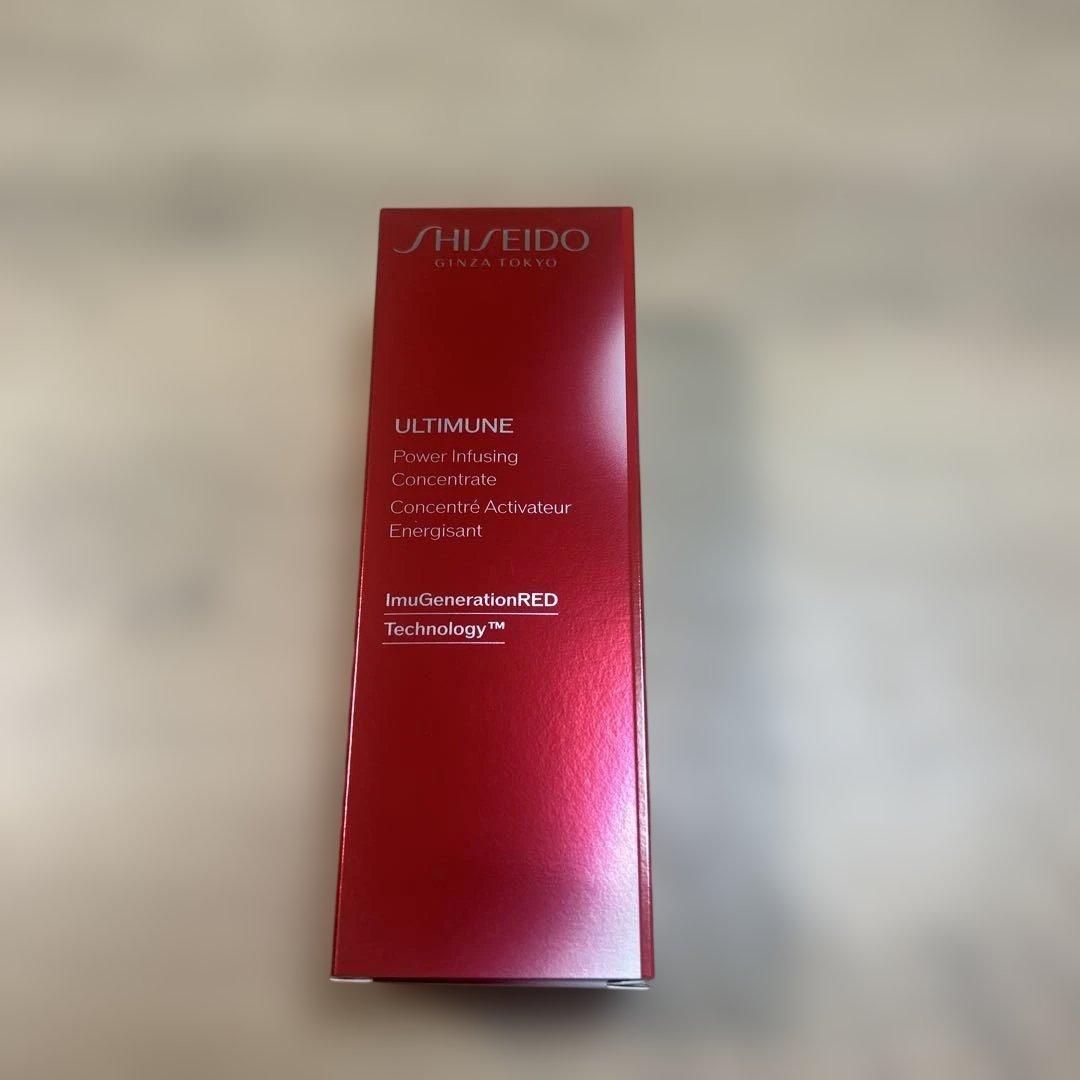 SHISEIDO
GINZA TOKYO
ULTIMUNE
Power Infusing
Concentrate
Concentré Activateur
Energisant
ImuGenerationRED
Technology™